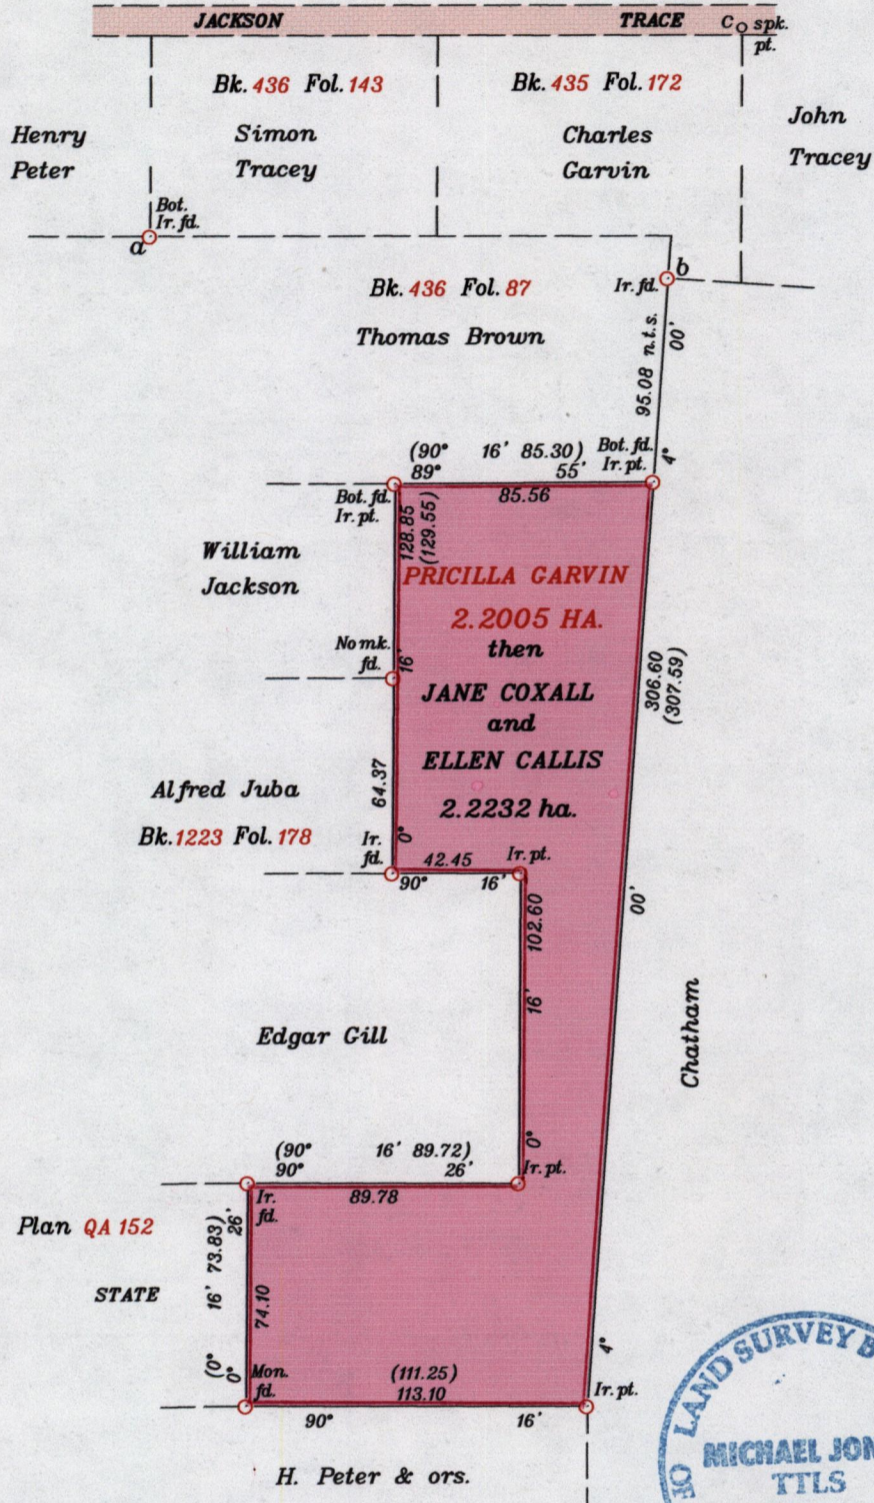 JACKSON TRACE C spk.
pt.
Bk. 436 Fol. 143 Bk. 435 Fol. 172
Henry
Peter
Simon
Tracey
Charles
Garvin
John
Tracey
Bot.
Ir. fd.
a
Bk. 436 Fol. 87
Thomas Brown
Ir. fd.
b
95.08 n.t.s.
4° 00'
(90° 16' 85.30)
89° 55'
85.56
Bot. fd.
Ir. pt.
Bot. fd.
Ir. pt.
128.85
(129.55)
William
Jackson
PRICILLA GARVIN
2.2005 HA.
then
JANE COXALL
and
ELLEN CALLIS
2.2232 ha.
No mk.
fd.
0° 16'
64.37
306.60
(307.59)
Alfred Juba
Bk. 1223 Fol. 178
Ir.
fd.
42.45
90° 16'
Ir. pt.
102.60
0° 16'
4° 00'
Edgar Gill
Chatham
(90° 16' 89.72)
90° 26'
89.78
Ir. pt.
Ir.
fd.
Plan QA 152
STATE
(0° 16' 73.83)
0° 26'
74.10
Mon.
fd.
(111.25)
113.10
90° 16'
Ir. pt.
H. Peter & ors.
LAND SURVEY B
MICHAEL JON
TTLS